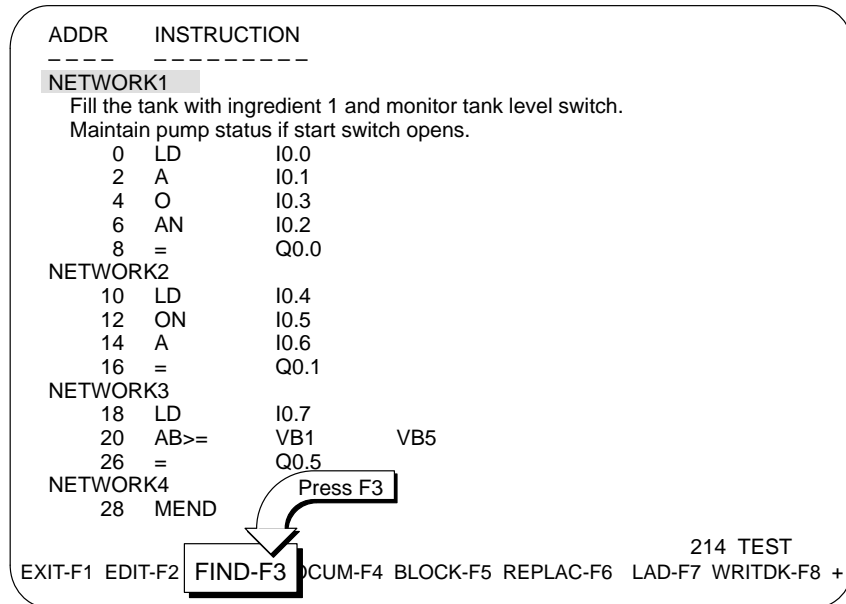 ADDR INSTRUCTION
---- ---------
NETWORK1
Fill the tank with ingredient 1 and monitor tank level switch.
Maintain pump status if start switch opens.
0 LD I0.0
2 A I0.1
4 O I0.3
6 AN I0.2
8 = Q0.0
NETWORK2
10 LD I0.4
12 ON I0.5
14 A I0.6
16 = Q0.1
NETWORK3
18 LD I0.7
20 AB>= VB1 VB5
26 = Q0.5
NETWORK4
Press F3
28 MEND
214 TEST
EXIT-F1 EDIT-F2 FIND-F3 OCUM-F4 BLOCK-F5 REPLAC-F6 LAD-F7 WRITDK-F8 +